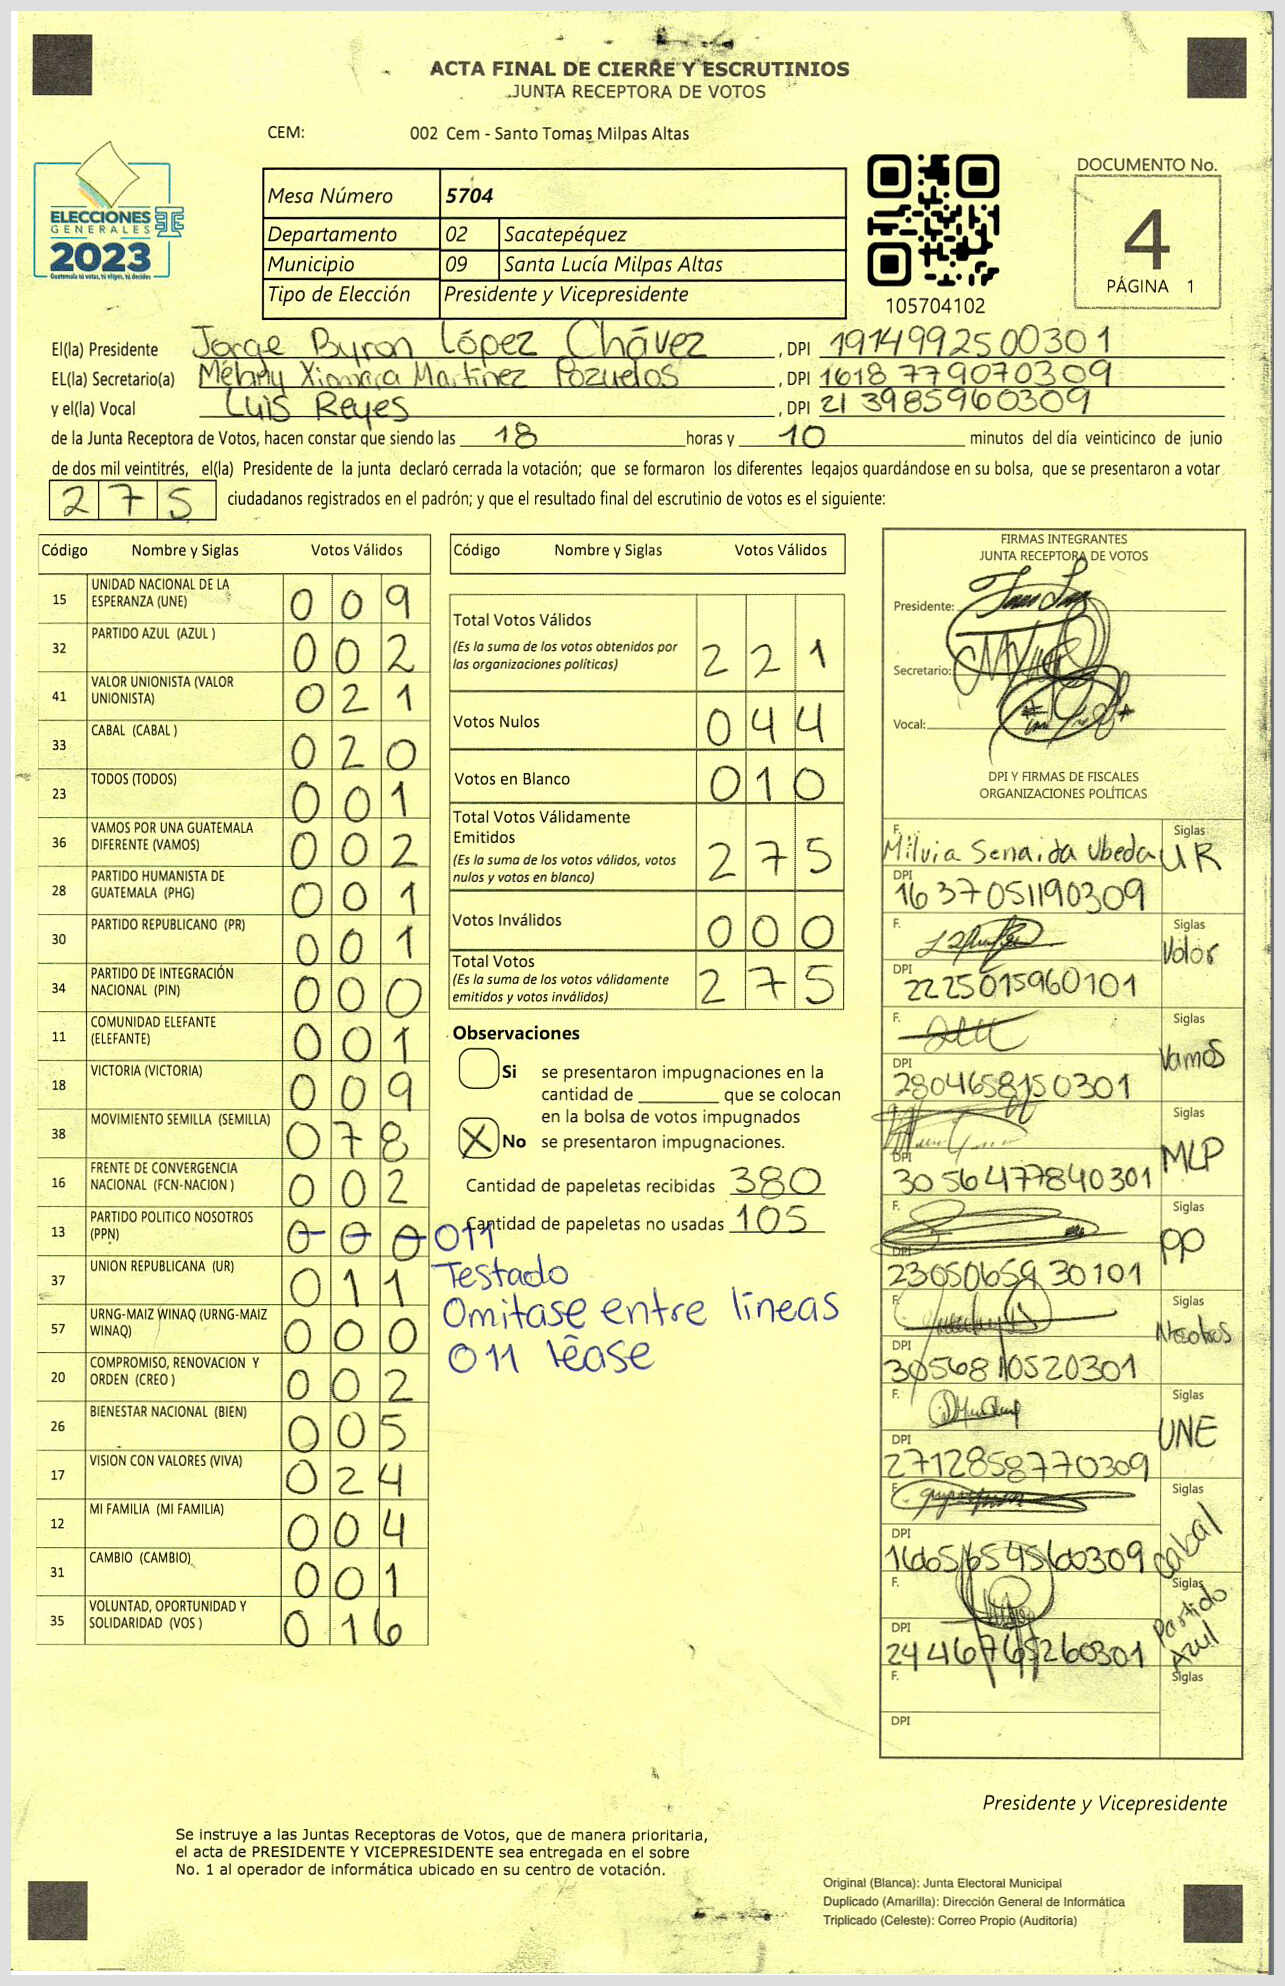 ACTA FINAL DE CIERRE Y ESCRUTINIOS
JUNTA RECEPTORA DE VOTOS
CEM: 002 Cem - Santo Tomas Milpas Altas
ELECCIONES
GENERALES
2023
Guatemala tú votas, tú eliges, tú decides
Mesa Número 5704
Departamento 02 Sacatepéquez
Municipio 09 Santa Lucía Milpas Altas
Tipo de Elección Presidente y Vicepresidente
105704102
DOCUMENTO No.
4
PÁGINA 1
El(la) Presidente Jorge Byron López Chávez , DPI 1914992500301
EL(la) Secretario(a) Xiomara Martínez Pozuelos , DPI 1618 779070309
y el(la) Vocal Luis Reyes , DPI 21 3985960309
de la Junta Receptora de Votos, hacen constar que siendo las 18 horas y 10 minutos del día veinticinco de junio
de dos mil veintitrés, el(la) Presidente de la junta declaró cerrada la votación; que se formaron los diferentes legajos guardándose en su bolsa, que se presentaron a votar
275 ciudadanos registrados en el padrón; y que el resultado final del escrutinio de votos es el siguiente:
Código Nombre y Siglas Votos Válidos
15 UNIDAD NACIONAL DE LA ESPERANZA (UNE) 009
32 PARTIDO AZUL (AZUL ) 002
41 VALOR UNIONISTA (VALOR UNIONISTA) 021
33 CABAL (CABAL ) 020
23 TODOS (TODOS) 001
36 VAMOS POR UNA GUATEMALA DIFERENTE (VAMOS) 002
28 PARTIDO HUMANISTA DE GUATEMALA (PHG) 001
30 PARTIDO REPUBLICANO (PR) 001
34 PARTIDO DE INTEGRACIÓN NACIONAL (PIN) 000
11 COMUNIDAD ELEFANTE (ELEFANTE) 001
18 VICTORIA (VICTORIA) 009
38 MOVIMIENTO SEMILLA (SEMILLA) 078
16 FRENTE DE CONVERGENCIA NACIONAL (FCN-NACION ) 002
13 PARTIDO POLITICO NOSOTROS (PPN) 000 011
37 UNION REPUBLICANA (UR) 011
57 URNG-MAIZ WINAQ (URNG-MAIZ WINAQ) 000
20 COMPROMISO, RENOVACION Y ORDEN (CREO ) 002
26 BIENESTAR NACIONAL (BIEN) 005
17 VISION CON VALORES (VIVA) 024
12 MI FAMILIA (MI FAMILIA) 004
31 CAMBIO (CAMBIO) 001
35 VOLUNTAD, OPORTUNIDAD Y SOLIDARIDAD (VOS ) 016
Código Nombre y Siglas Votos Válidos
Total Votos Válidos 221
(Es la suma de los votos obtenidos por
las organizaciones políticas)
Votos Nulos 044
Votos en Blanco 010
Total Votos Válidamente
Emitidos 275
(Es la suma de los votos válidos, votos
nulos y votos en blanco)
Votos Inválidos 000
Total Votos 275
(Es la suma de los votos válidamente
emitidos y votos inválidos)
Observaciones
Si se presentaron impugnaciones en la
cantidad de ________ que se colocan
en la bolsa de votos impugnados
X No se presentaron impugnaciones.
Cantidad de papeletas recibidas 380
Cantidad de papeletas no usadas 105
Testado
Omitase entre líneas
011 léase
FIRMAS INTEGRANTES
JUNTA RECEPTORA DE VOTOS
Presidente:
Secretario:
Vocal:
DPI Y FIRMAS DE FISCALES
ORGANIZACIONES POLÍTICAS
F. Milvia Senaida Ubeda Siglas UR
DPI 1637051190309
F. Siglas Valor
DPI 2225015960101
F. Siglas Vamos
DPI 2804658150301
F. Siglas MLP
DPI 3056477840301
F. Siglas PP
DPI 2305065930101
F. Siglas Nosotros
DPI 3056810520301
F. Siglas UNE
DPI 2712858770309
F. Siglas Cabal
DPI
F. Siglas Partido Azul
DPI 2446765260301
F. Siglas
DPI
Presidente y Vicepresidente
Se instruye a las Juntas Receptoras de Votos, que de manera prioritaria,
el acta de PRESIDENTE Y VICEPRESIDENTE sea entregada en el sobre
No. 1 al operador de informática ubicado en su centro de votación.
Original (Blanca): Junta Electoral Municipal
Duplicado (Amarilla): Dirección General de Informática
Triplicado (Celeste): Correo Propio (Auditoría)